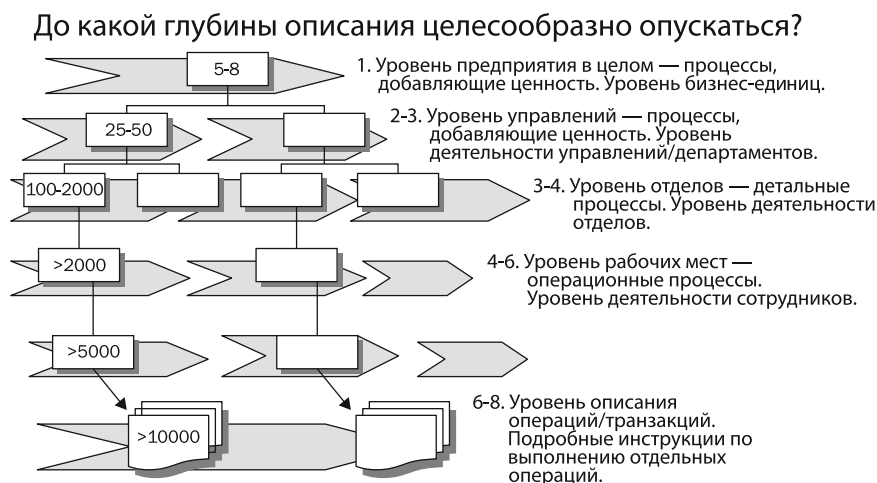 До какой глубины описания целесообразно опускаться?
5-8
1. Уровень предприятия в целом — процессы,
добавляющие ценность. Уровень бизнес-единиц.
25-50
2-3. Уровень управлений — процессы,
добавляющие ценность. Уровень
деятельности управлений/департаментов.
100-2000
3-4. Уровень отделов — детальные
процессы. Уровень деятельности
отделов.
>2000
4-6. Уровень рабочих мест —
операционные процессы.
Уровень деятельности сотрудников.
>5000
6-8. Уровень описания
операций/транзакций.
Подробные инструкции по
выполнению отдельных
операций.
>10000